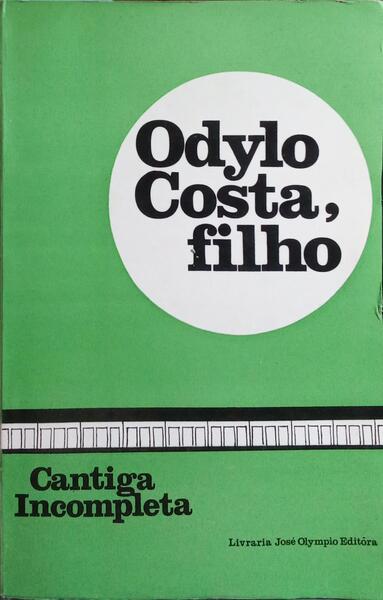 Odylo
Costa,
filho
Cantiga
Incompleta
Livraria José Olympio Editôra